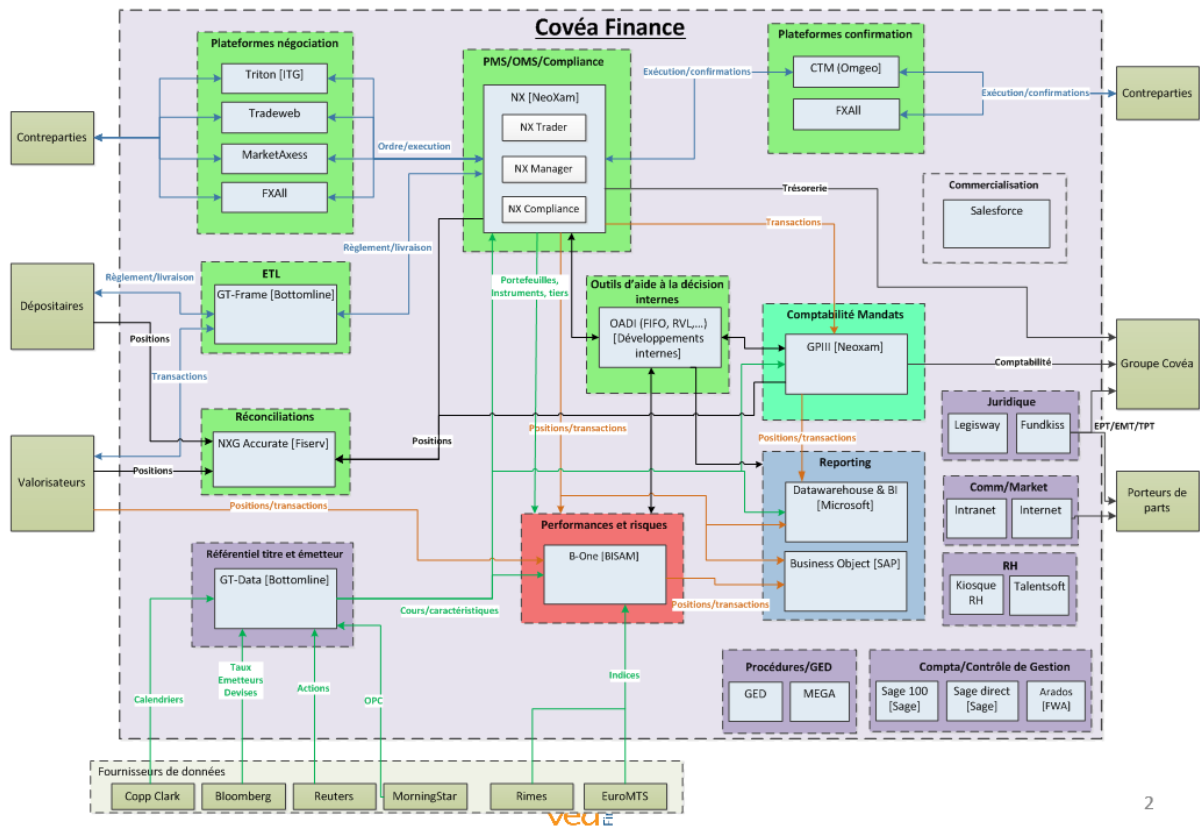 Covéa Finance
Plateformes négociation
Triton [ITG]
Tradeweb
MarketAxess
FXAll
Contreparties
Ordre/execution
PMS/OMS/Compliance
NX [NeoXam]
NX Trader
NX Manager
NX Compliance
Exécution/confirmations
Plateformes confirmation
CTM (Omgeo)
FXAll
Exécution/confirmations
Contreparties
Trésorerie
Transactions
Commercialisation
Salesforce
Règlement/livraison
Règlement/livraison
ETL
GT-Frame [Bottomline]
Dépositaires
Positions
Transactions
Portefeuilles,
Instruments, tiers
Outils d'aide à la décision
internes
OADI (FIFO, RVL,...)
[Développements
internes]
Comptabilité Mandats
GPIII [Neoxam]
Comptabilité
Groupe Covéa
Réconciliations
NXG Accurate [Fiserv]
Positions
Valorisateurs
Positions
Positions/transactions
Positions/transactions
Positions/transactions
Juridique
Legisway
Fundkiss
EPT/EMT/TPT
Reporting
Datawarehouse & BI
[Microsoft]
Business Object [SAP]
Comm/Market
Intranet
Internet
Porteurs de
parts
Performances et risques
B-One [BISAM]
Positions/transactions
Référentiel titre et émetteur
GT-Data [Bottomline]
Cours/caractéristiques
RH
Kiosque
RH
Talentsoft
Calendriers
Taux
Emetteurs
Devises
Actions
OPC
Indices
Procédures/GED
GED
MEGA
Compta/Contrôle de Gestion
Sage 100
[Sage]
Sage direct
[Sage]
Arados
[FWA]
Fournisseurs de données
Copp Clark
Bloomberg
Reuters
MorningStar
Rimes
EuroMTS
2